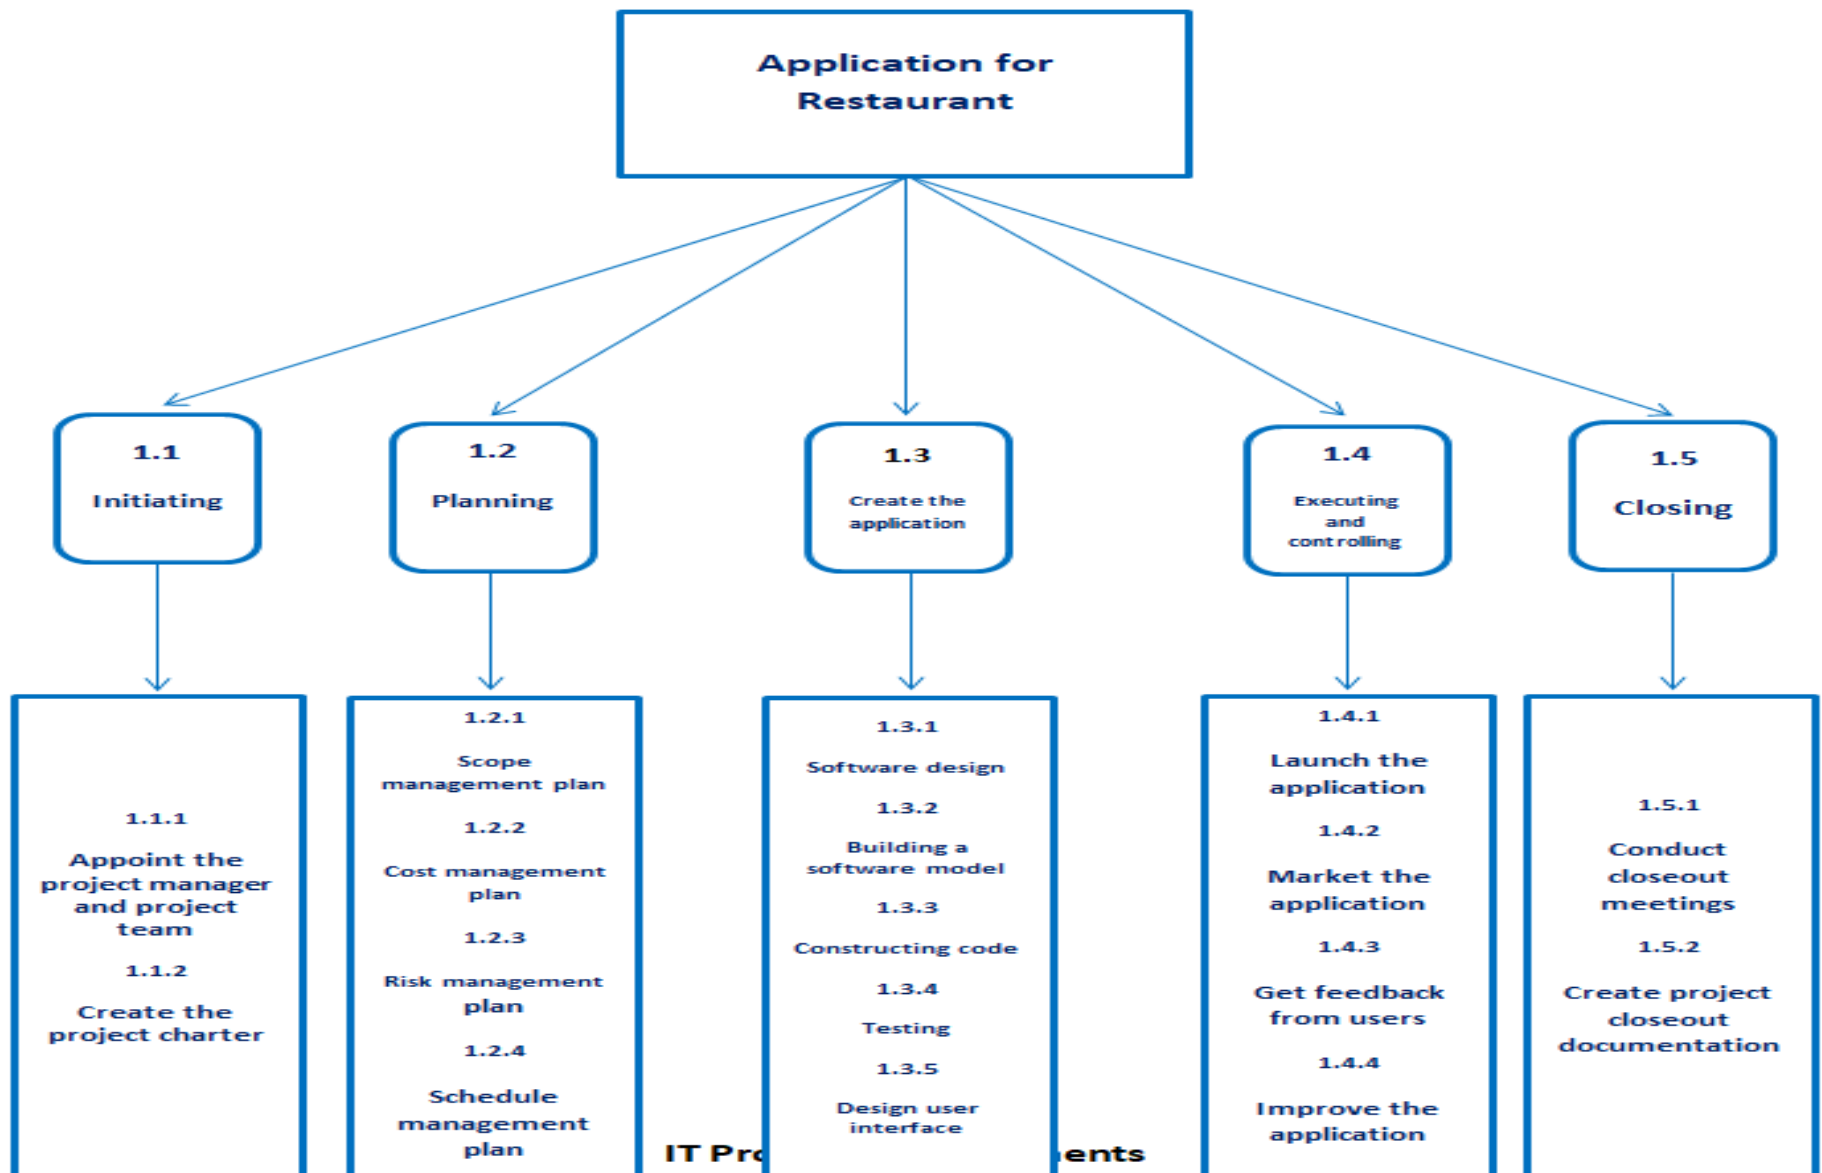 Application for
Restaurant
1.1
Initiating
1.2
Planning
1.3
Create the
application
1.4
Executing
and
controlling
1.5
Closing
1.1.1
Appoint the
project manager
and project
team
1.1.2
Create the
project charter
1.2.1
Scope
management plan
1.2.2
Cost management
plan
1.2.3
Risk management
plan
1.2.4
Schedule
management
plan
1.3.1
Software design
1.3.2
Building a
software model
1.3.3
Constructing code
1.3.4
Testing
1.3.5
Design user
interface
1.4.1
Launch the
application
1.4.2
Market the
application
1.4.3
Get feedback
from users
1.4.4
Improve the
application
1.5.1
Conduct
closeout
meetings
1.5.2
Create project
closeout
documentation
IT